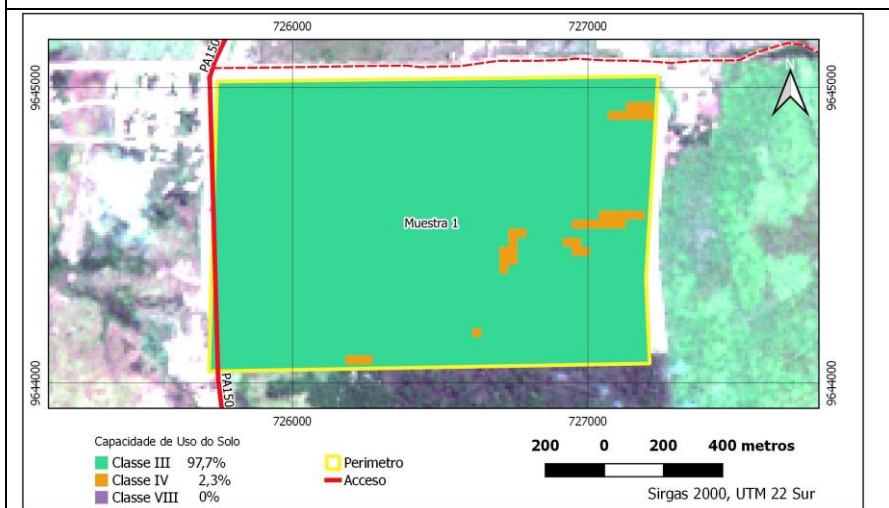 726000 727000
PA150
N
9645000 9645000
Muestra 1
9644000 9644000
PA150
726000 727000
Capacidade de Uso do Solo
Classe III 97,7%
Classe IV 2,3%
Classe VIII 0%
Perimetro
Acceso
200 0 200 400 metros
Sirgas 2000, UTM 22 Sur